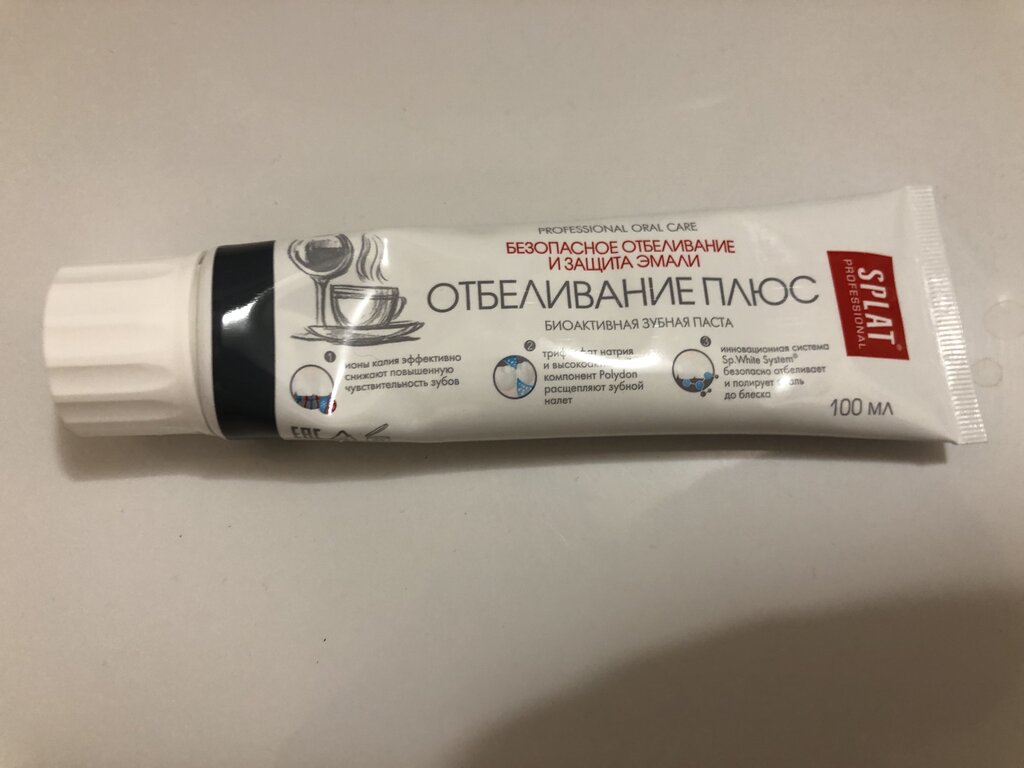 PROFESSIONAL ORAL CARE
БЕЗОПАСНОЕ ОТБЕЛИВАНИЕ
И ЗАЩИТА ЭМАЛИ
ОТБЕЛИВАНИЕ ПЛЮС
БИОАКТИВНАЯ ЗУБНАЯ ПАСТА
1
ионы калия эффективно
снижают повышенную
чувствительность зубов
2
натрия
и
компонент Polydon
расщепляют зубной
налет
3
инновационная система
Sp.White System®
безопасно отбеливает
и полирует
до блеска
100 МЛ
SPLAT®
PROFESSIONAL
EAC